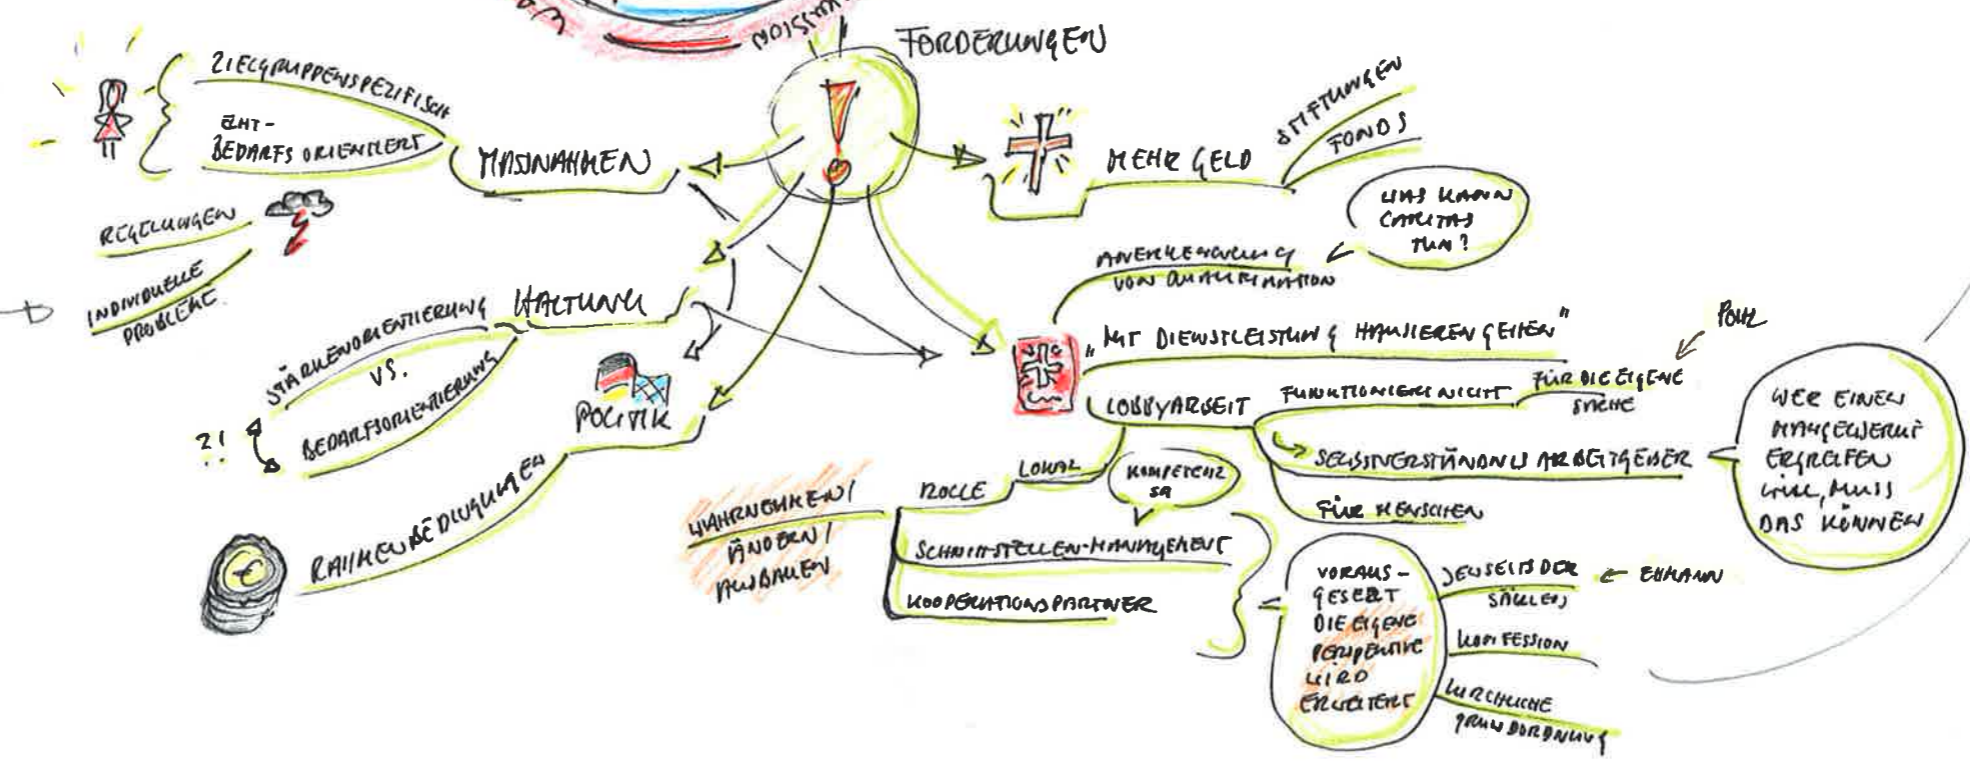 FORDERUNGEN
ZIELGRUPPENSPEZIFISCH
BEDARFSORIENTIERT
MASSNAHMEN
REGELUNGEN
INDIVIDUELLE
PROBLEME.
HALTUNG
STÄRKENORIENTIERUNG
VS.
BEDARFSORIENTIERUNG
?!
POLITIK
RAHMENBEDINGUNGEN
€
MEHR GELD
STIFTUNGEN
FONDS
WAS KANN
CARITAS
TUN?
ANERKENNUNG
VON QUALIFIKATION
"MIT DIENSTLEISTUNG HAUSIEREN GEHEN"
LOBBYARBEIT
FUNKTIONIERT NICHT
FÜR DIE EIGENE
SACHE
POHL
SELBSTVERSTÄNDNIS ARBEITGEBER
WER EINEN
MANGELBERUF
ERGREIFEN
WILL, MUSS
DAS KÖNNEN
FÜR MENSCHEN
LOKAL
ROLLE
KOMPETENZ
WAHRNEHMEN/
ÄNDERN/
AUSBAUEN
SCHNITTSTELLEN-MANAGEMENT
KOOPERATIONSPARTNER
VORAUS-
GESETZT
DIE EIGENE
PERSPEKTIVE
WIRD
ERWEITERT
JENSEITS DER
SÄULEN
EHMANN
KONFESSION
KIRCHLICHE
GRUNDORDNUNG